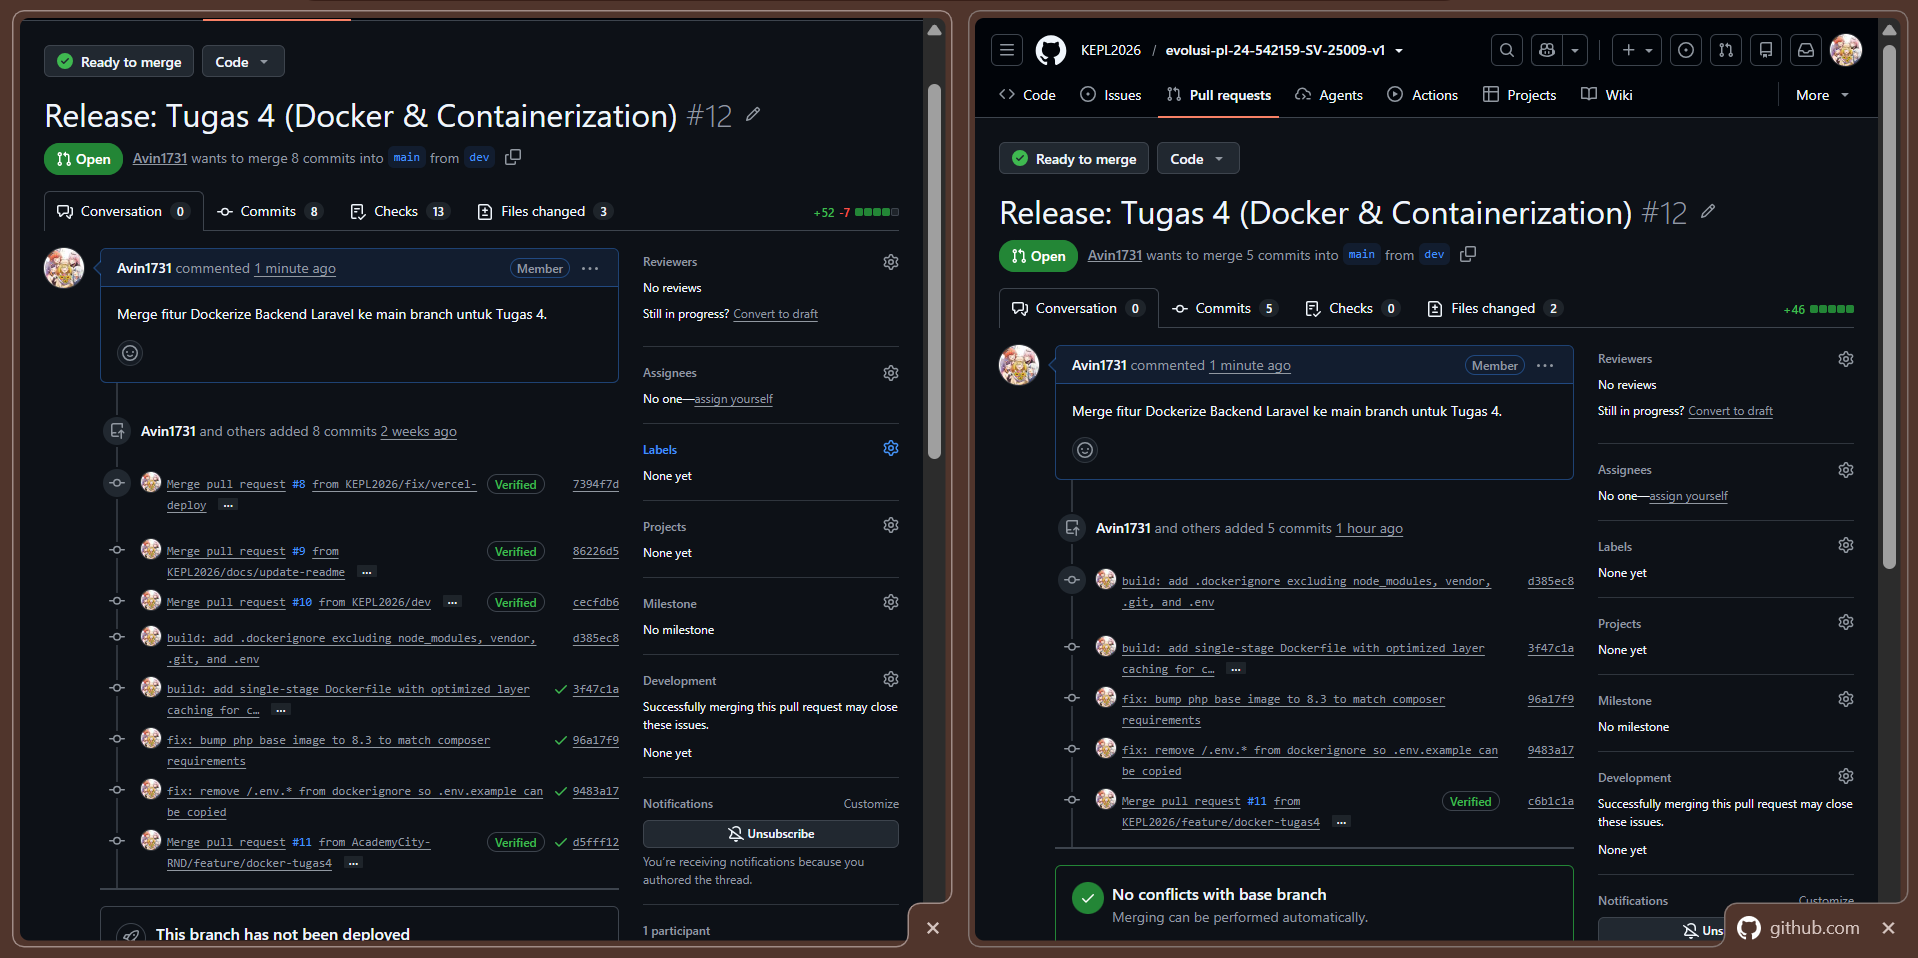 Ready to merge
Code
Release: Tugas 4 (Docker & Containerization) #12
Open Avin1731 wants to merge 8 commits into main from dev
Conversation 0 Commits 8 Checks 13 Files changed 3 +52 -7
Avin1731 commented 1 minute ago Member ...
Merge fitur Dockerize Backend Laravel ke main branch untuk Tugas 4.
Avin1731 and others added 8 commits 2 weeks ago
Merge pull request #8 from KEPL2026/fix/vercel- Verified 7394f7d
deploy ...
Merge pull request #9 from Verified 86226d5
KEPL2026/docs/update-readme ...
Merge pull request #10 from KEPL2026/dev ... Verified cecfdb6
build: add .dockerignore excluding node_modules, vendor, d385ec8
.git, and .env
build: add single-stage Dockerfile with optimized layer 3f47c1a
caching for c… ...
fix: bump php base image to 8.3 to match composer 96a17f9
requirements
fix: remove /.env.* from dockerignore so .env.example can 9483a17
be copied
Merge pull request #11 from AcademyCity- Verified d5fff12
RND/feature/docker-tugas4 ...
This branch has not been deployed
Reviewers
No reviews
Still in progress? Convert to draft
Assignees
No one—assign yourself
Labels
None yet
Projects
None yet
Milestone
No milestone
Development
Successfully merging this pull request may close
these issues.
None yet
Notifications Customize
Unsubscribe
You're receiving notifications because you
authored the thread.
1 participant
KEPL2026 / evolusi-pl-24-542159-SV-25009-v1
Code Issues Pull requests Agents Actions Projects Wiki More
Ready to merge
Code
Release: Tugas 4 (Docker & Containerization) #12
Open Avin1731 wants to merge 5 commits into main from dev
Conversation 0 Commits 5 Checks 0 Files changed 2 +46
Avin1731 commented 1 minute ago Member ...
Merge fitur Dockerize Backend Laravel ke main branch untuk Tugas 4.
Avin1731 and others added 5 commits 1 hour ago
build: add .dockerignore excluding node_modules, vendor, d385ec8
.git, and .env
build: add single-stage Dockerfile with optimized layer 3f47c1a
caching for c… ...
fix: bump php base image to 8.3 to match composer 96a17f9
requirements
fix: remove /.env.* from dockerignore so .env.example can 9483a17
be copied
Merge pull request #11 from Verified c6b1c1a
KEPL2026/feature/docker-tugas4 ...
No conflicts with base branch
Merging can be performed automatically.
Reviewers
No reviews
Still in progress? Convert to draft
Assignees
No one—assign yourself
Labels
None yet
Projects
None yet
Milestone
No milestone
Development
Successfully merging this pull request may close
these issues.
None yet
Notifications Customize
Uns
github.com